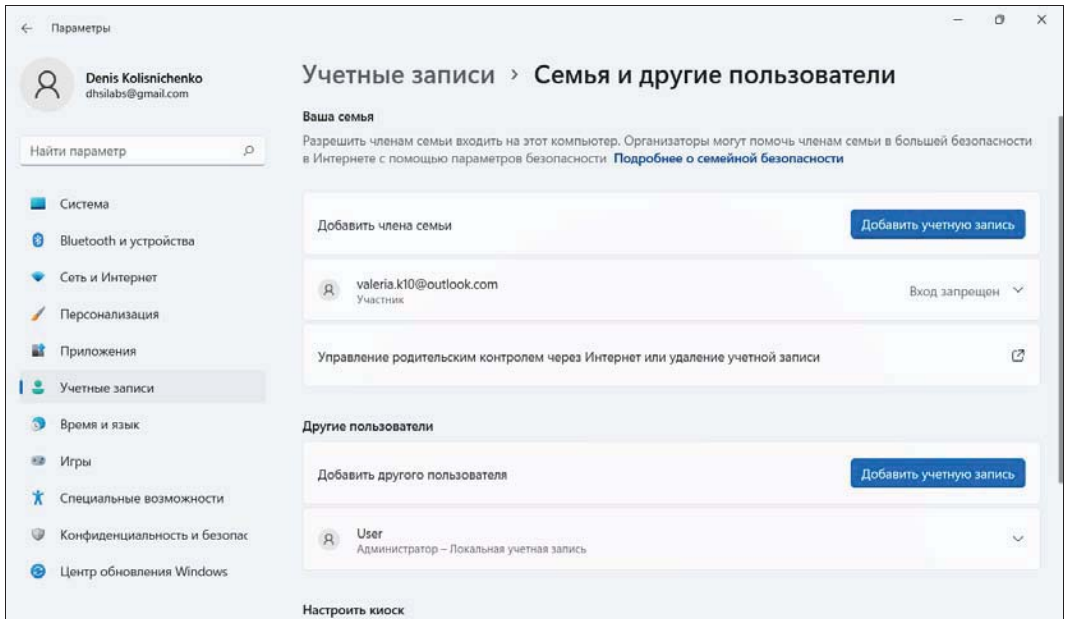 Параметры
Denis Kolisnichenko
dhsilabs@gmail.com
Найти параметр
Система
Bluetooth и устройства
Сеть и Интернет
Персонализация
Приложения
Учетные записи
Время и язык
Игры
Специальные возможности
Конфиденциальность и безопас
Центр обновления Windows
Учетные записи › Семья и другие пользователи
Ваша семья
Разрешить членам семьи входить на этот компьютер. Организаторы могут помочь членам семьи в большей безопасности
в Интернете с помощью параметров безопасности Подробнее о семейной безопасности
Добавить члена семьи
Добавить учетную запись
valeria.k10@outlook.com
Участник
Вход запрещен
Управление родительским контролем через Интернет или удаление учетной записи
Другие пользователи
Добавить другого пользователя
Добавить учетную запись
User
Администратор – Локальная учетная запись
Настроить киоск